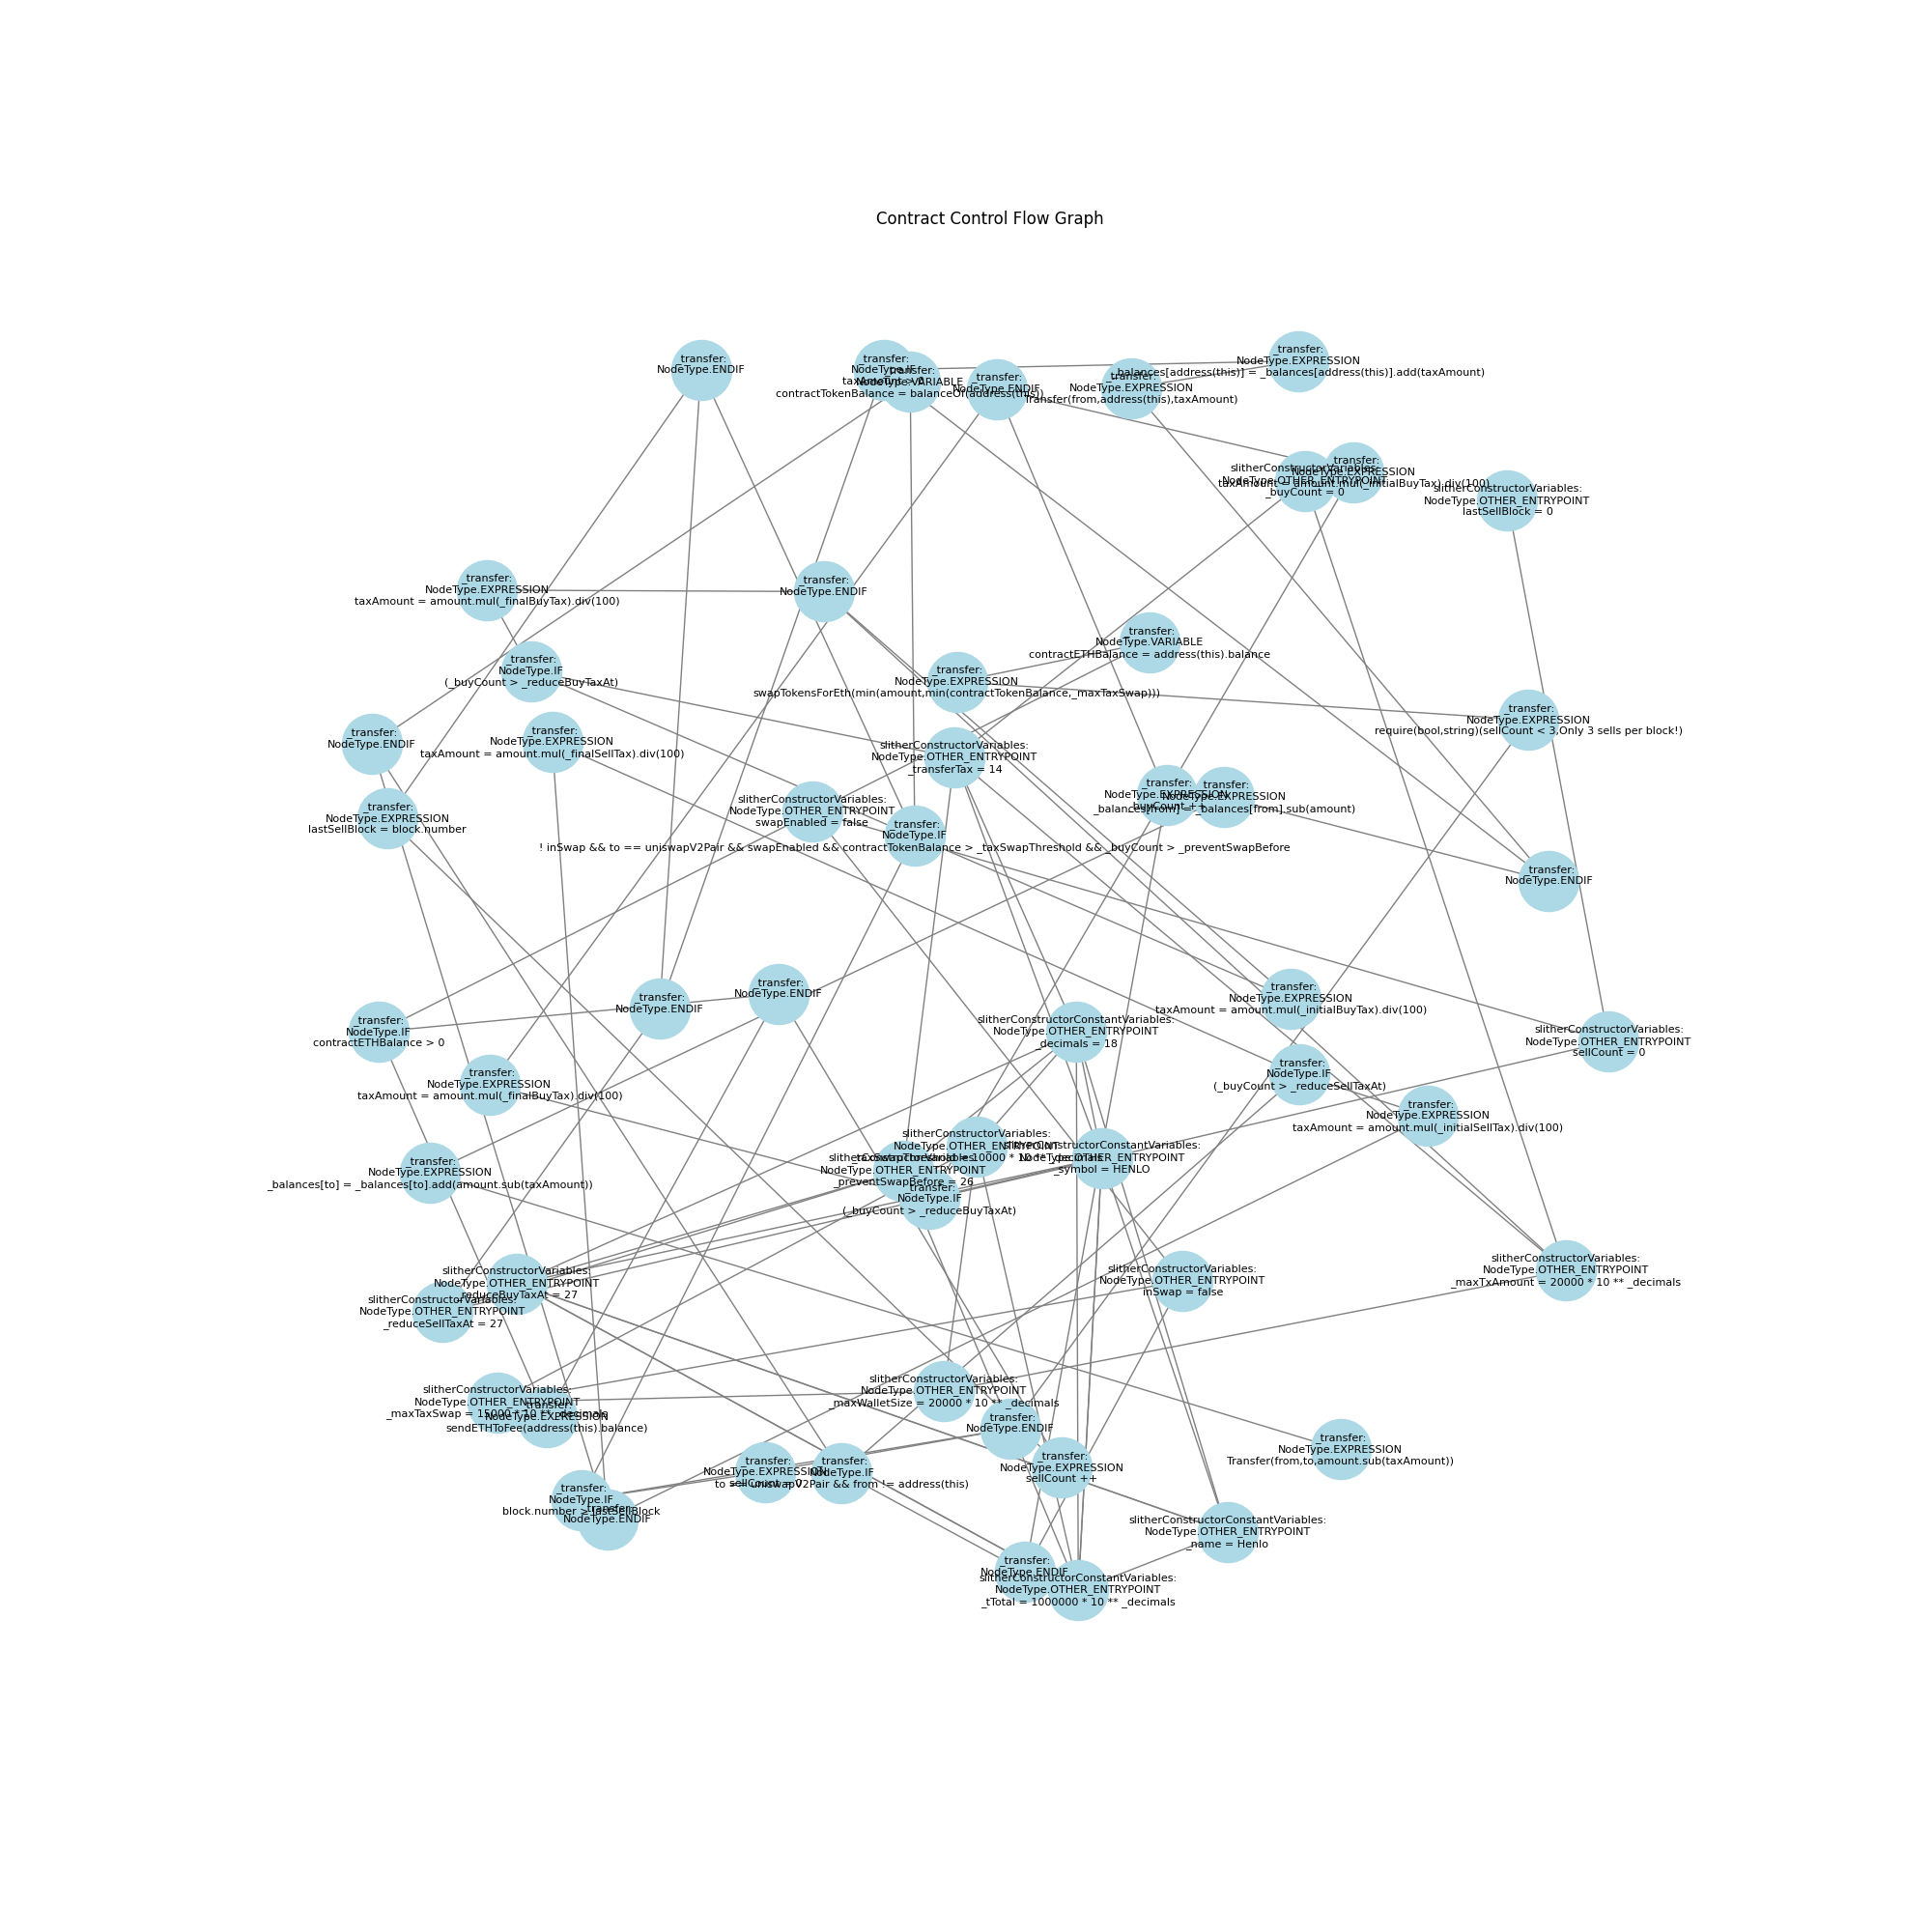 Contract Control Flow Graph
_transfer:
NodeType.ENDIF
_transfer:
NodeType.IF
taxAmount > 0
_transfer:
NodeType.VARIABLE
contractTokenBalance = balanceOf(address(this))
_transfer:
NodeType.ENDIF
_transfer:
NodeType.EXPRESSION
Transfer(from,address(this),taxAmount)
_transfer:
NodeType.EXPRESSION
_balances[address(this)] = _balances[address(this)].add(taxAmount)
slitherConstructorVariables:
NodeType.OTHER_ENTRYPOINT
_buyCount = 0
_transfer:
NodeType.EXPRESSION
taxAmount = amount.mul(_initialBuyTax).div(100)
slitherConstructorVariables:
NodeType.OTHER_ENTRYPOINT
lastSellBlock = 0
_transfer:
NodeType.EXPRESSION
taxAmount = amount.mul(_finalBuyTax).div(100)
_transfer:
NodeType.ENDIF
_transfer:
NodeType.IF
(_buyCount > _reduceBuyTaxAt)
_transfer:
NodeType.VARIABLE
contractETHBalance = address(this).balance
_transfer:
NodeType.EXPRESSION
swapTokensForEth(min(amount,min(contractTokenBalance,_maxTaxSwap)))
_transfer:
NodeType.EXPRESSION
require(bool,string)(sellCount < 3,Only 3 sells per block!)
_transfer:
NodeType.ENDIF
_transfer:
NodeType.EXPRESSION
taxAmount = amount.mul(_finalSellTax).div(100)
slitherConstructorVariables:
NodeType.OTHER_ENTRYPOINT
_transferTax = 14
_transfer:
NodeType.EXPRESSION
lastSellBlock = block.number
slitherConstructorVariables:
NodeType.OTHER_ENTRYPOINT
swapEnabled = false
_transfer:
NodeType.IF
! inSwap && to == uniswapV2Pair && swapEnabled && contractTokenBalance > _taxSwapThreshold && _buyCount > _preventSwapBefore
_transfer:
NodeType.EXPRESSION
_buyCount ++
_transfer:
NodeType.EXPRESSION
_balances[from] = _balances[from].sub(amount)
_transfer:
NodeType.ENDIF
_transfer:
NodeType.IF
contractETHBalance > 0
_transfer:
NodeType.ENDIF
_transfer:
NodeType.ENDIF
slitherConstructorConstantVariables:
NodeType.OTHER_ENTRYPOINT
_decimals = 18
_transfer:
NodeType.EXPRESSION
taxAmount = amount.mul(_initialBuyTax).div(100)
slitherConstructorVariables:
NodeType.OTHER_ENTRYPOINT
sellCount = 0
_transfer:
NodeType.EXPRESSION
taxAmount = amount.mul(_finalBuyTax).div(100)
_transfer:
NodeType.IF
(_buyCount > _reduceSellTaxAt)
_transfer:
NodeType.EXPRESSION
taxAmount = amount.mul(_initialSellTax).div(100)
_transfer:
NodeType.EXPRESSION
_balances[to] = _balances[to].add(amount.sub(taxAmount))
slitherConstructorVariables:
NodeType.OTHER_ENTRYPOINT
_taxSwapThreshold = 10000 * 10 ** _decimals
slitherConstructorVariables:
NodeType.OTHER_ENTRYPOINT
_preventSwapBefore = 26
slitherConstructorConstantVariables:
NodeType.OTHER_ENTRYPOINT
_symbol = HENLO
_transfer:
NodeType.IF
(_buyCount > _reduceBuyTaxAt)
slitherConstructorVariables:
NodeType.OTHER_ENTRYPOINT
_reduceBuyTaxAt = 27
slitherConstructorVariables:
NodeType.OTHER_ENTRYPOINT
_reduceSellTaxAt = 27
slitherConstructorVariables:
NodeType.OTHER_ENTRYPOINT
inSwap = false
slitherConstructorVariables:
NodeType.OTHER_ENTRYPOINT
_maxTxAmount = 20000 * 10 ** _decimals
slitherConstructorVariables:
NodeType.OTHER_ENTRYPOINT
_maxTaxSwap = 15000 * 10 ** _decimals
_transfer:
NodeType.EXPRESSION
sendETHToFee(address(this).balance)
slitherConstructorVariables:
NodeType.OTHER_ENTRYPOINT
_maxWalletSize = 20000 * 10 ** _decimals
_transfer:
NodeType.ENDIF
_transfer:
NodeType.EXPRESSION
Transfer(from,to,amount.sub(taxAmount))
_transfer:
NodeType.EXPRESSION
sellCount = 0
_transfer:
NodeType.IF
to == uniswapV2Pair && from != address(this)
_transfer:
NodeType.EXPRESSION
sellCount ++
_transfer:
NodeType.IF
block.number > lastSellBlock
_transfer:
NodeType.ENDIF
slitherConstructorConstantVariables:
NodeType.OTHER_ENTRYPOINT
_name = Henlo
_transfer:
NodeType.ENDIF
slitherConstructorConstantVariables:
NodeType.OTHER_ENTRYPOINT
_tTotal = 1000000 * 10 ** _decimals